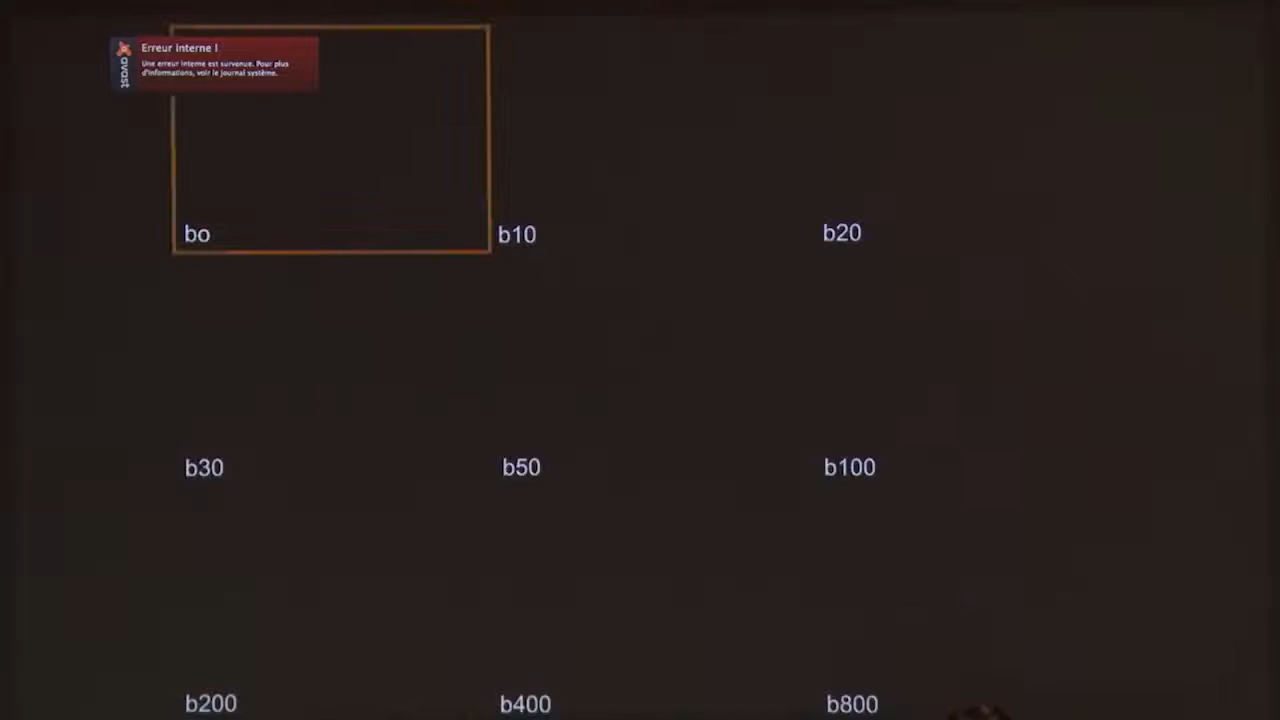 Erreur interne !
Une erreur interne est survenue. Pour plus
d'informations, voir le journal système.
avast
bo
b10
b20
b30
b50
b100
b200
b400
b800